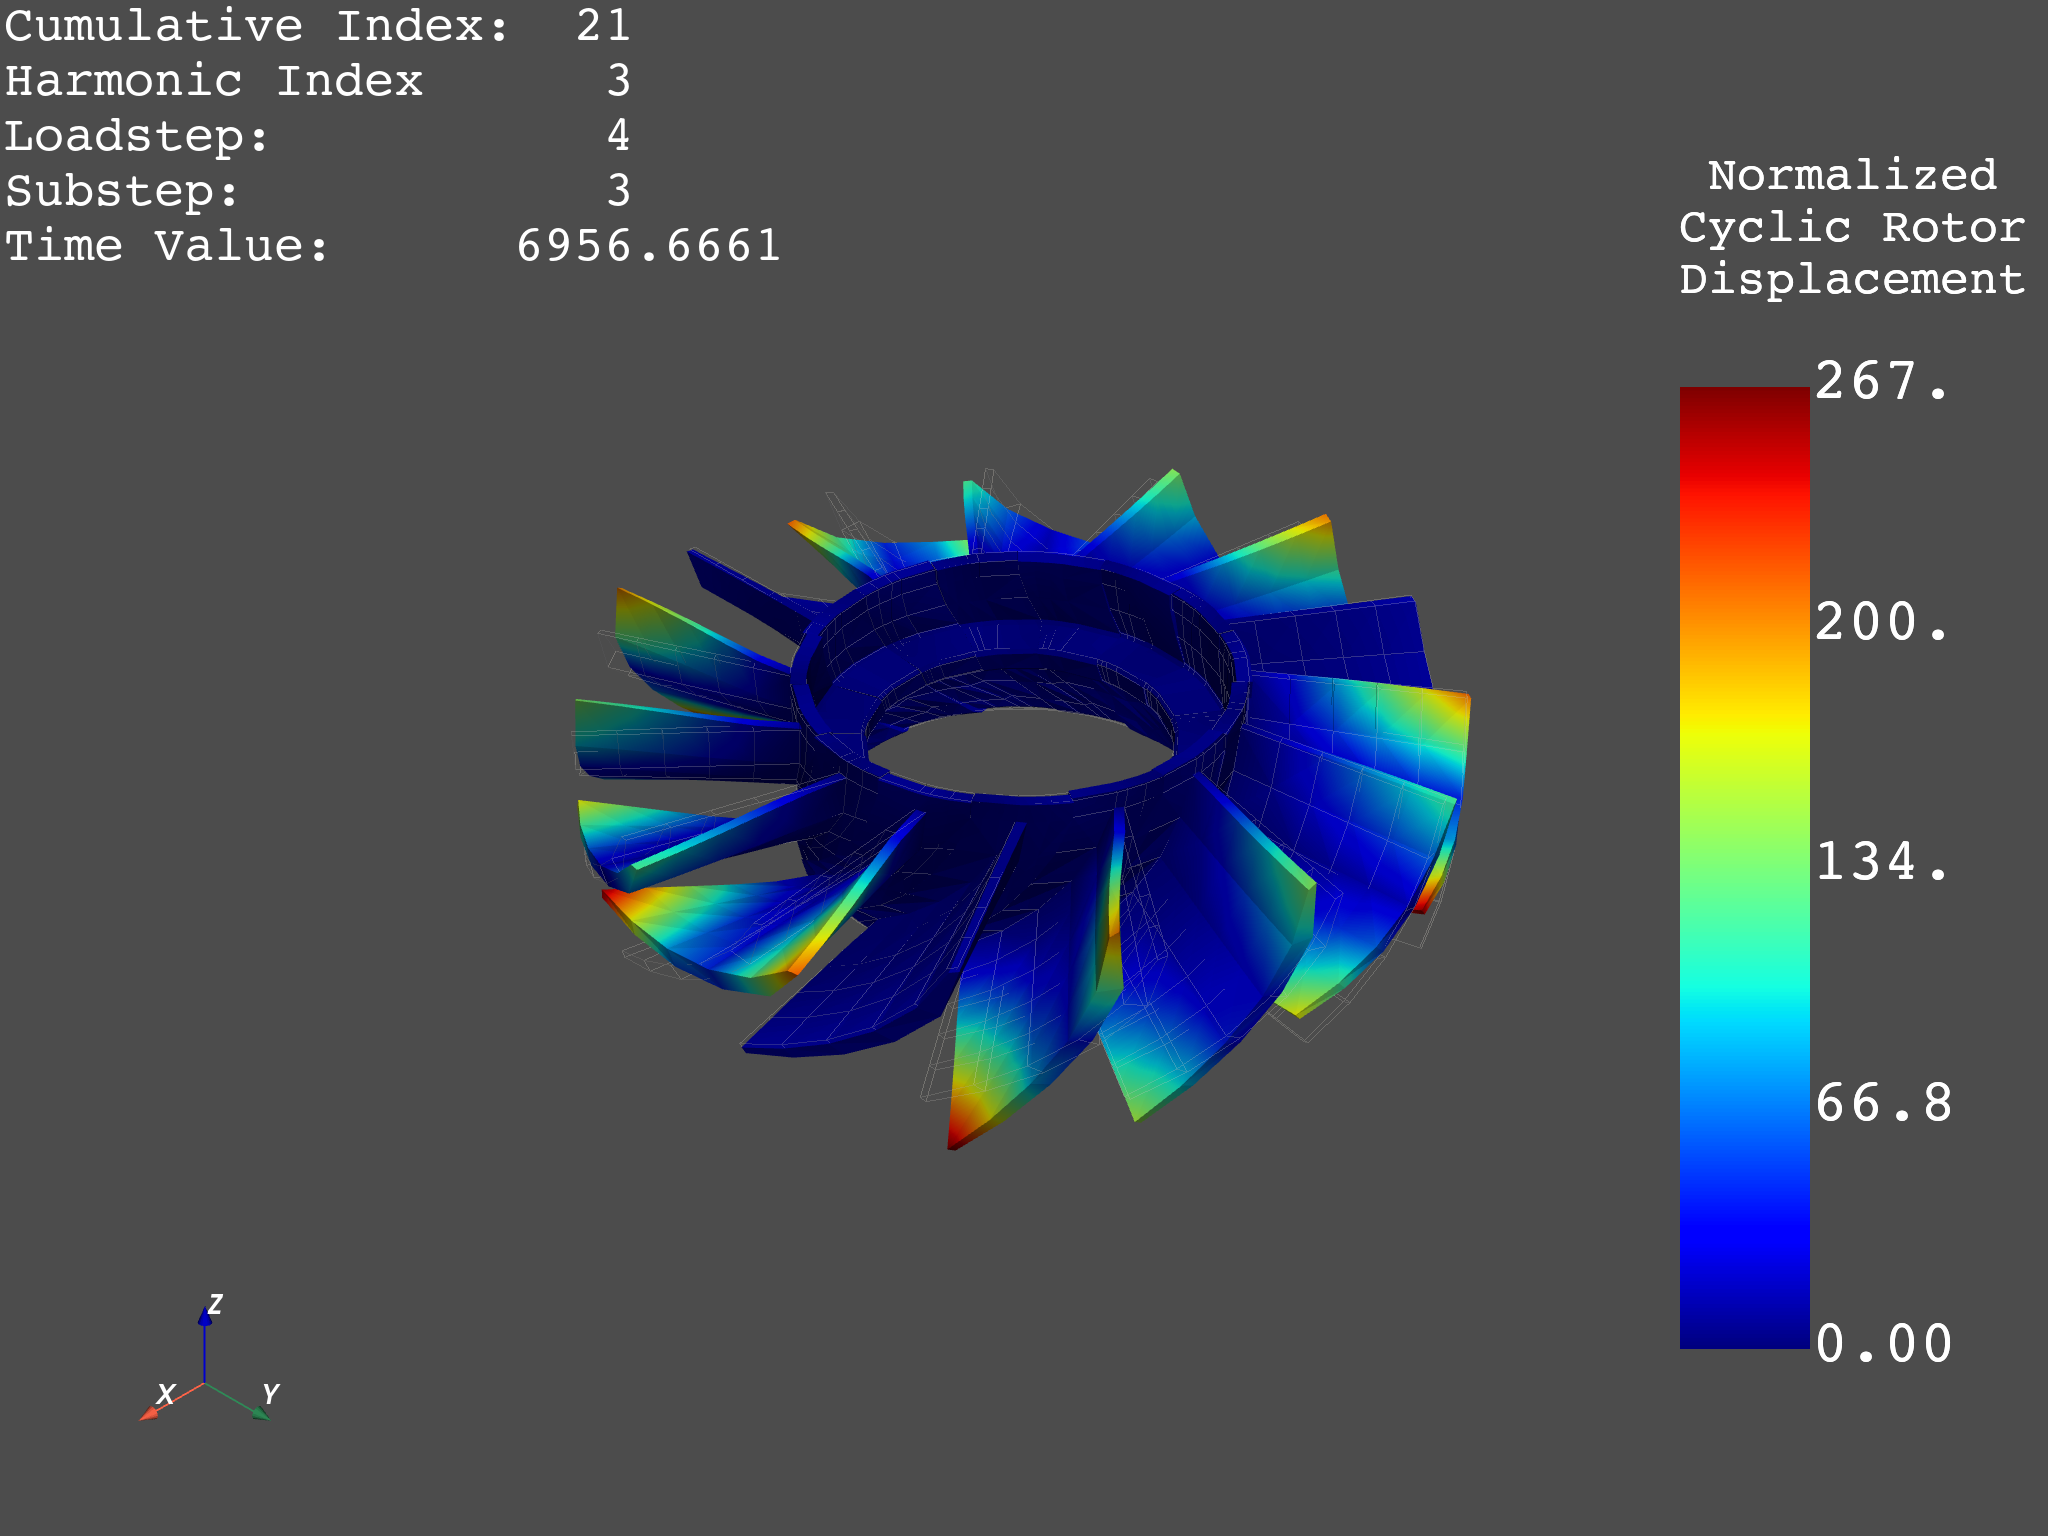 Cumulative Index: 21
Harmonic Index 3
Loadstep: 4
Substep: 3
Time Value: 6956.6661
Normalized
Cyclic Rotor
Displacement
267.
200.
134.
66.8
0.00
Z
X
Y